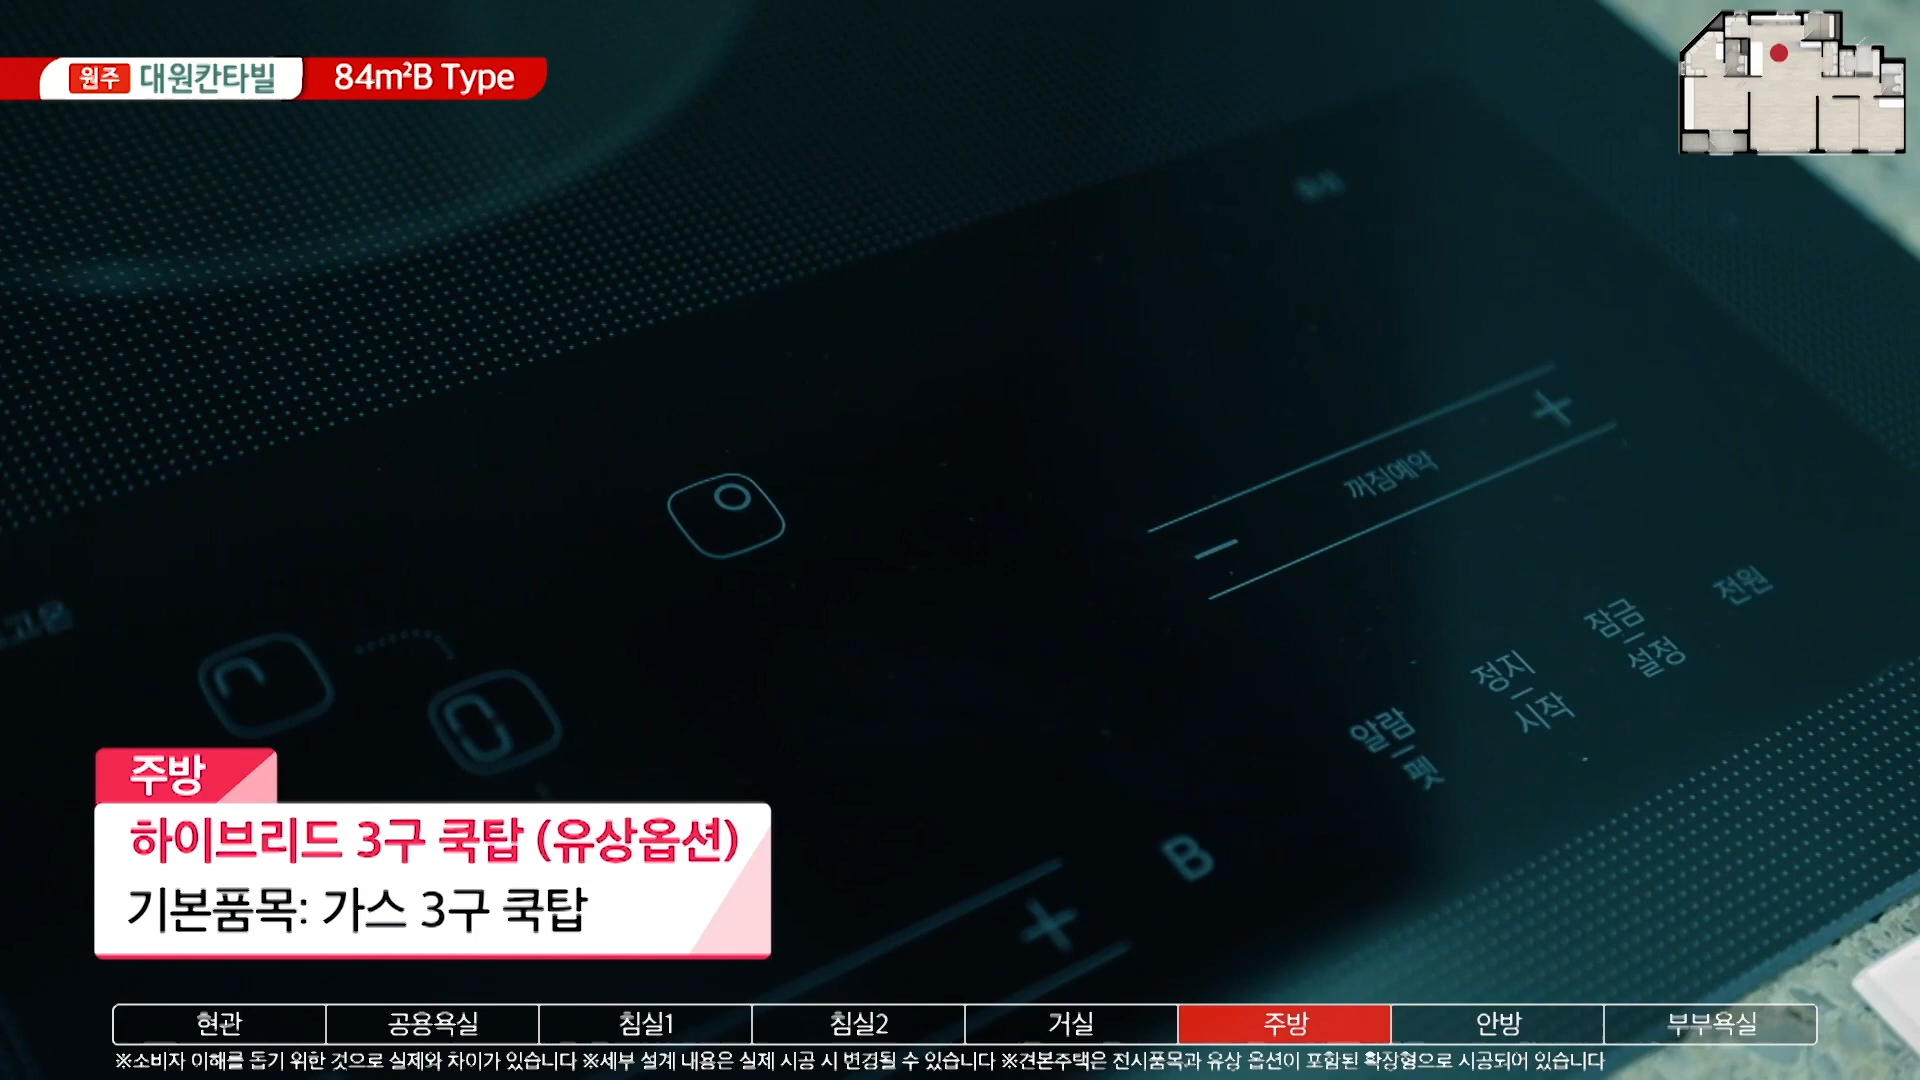 원주 대원칸타빌 84m²B Type
꺼짐예약
고온
전원
잠금
설정
정지
시작
알람
펫
B
주방
하이브리드 3구 쿡탑 (유상옵션)
기본품목: 가스 3구 쿡탑
현관 공용욕실 침실1 침실2 거실 주방 안방 부부욕실
※소비자 이해를 돕기 위한 것으로 실제와 차이가 있습니다 ※세부 설계 내용은 실제 시공 시 변경될 수 있습니다 ※견본주택은 전시품목과 유상 옵션이 포함된 확장형으로 시공되어 있습니다